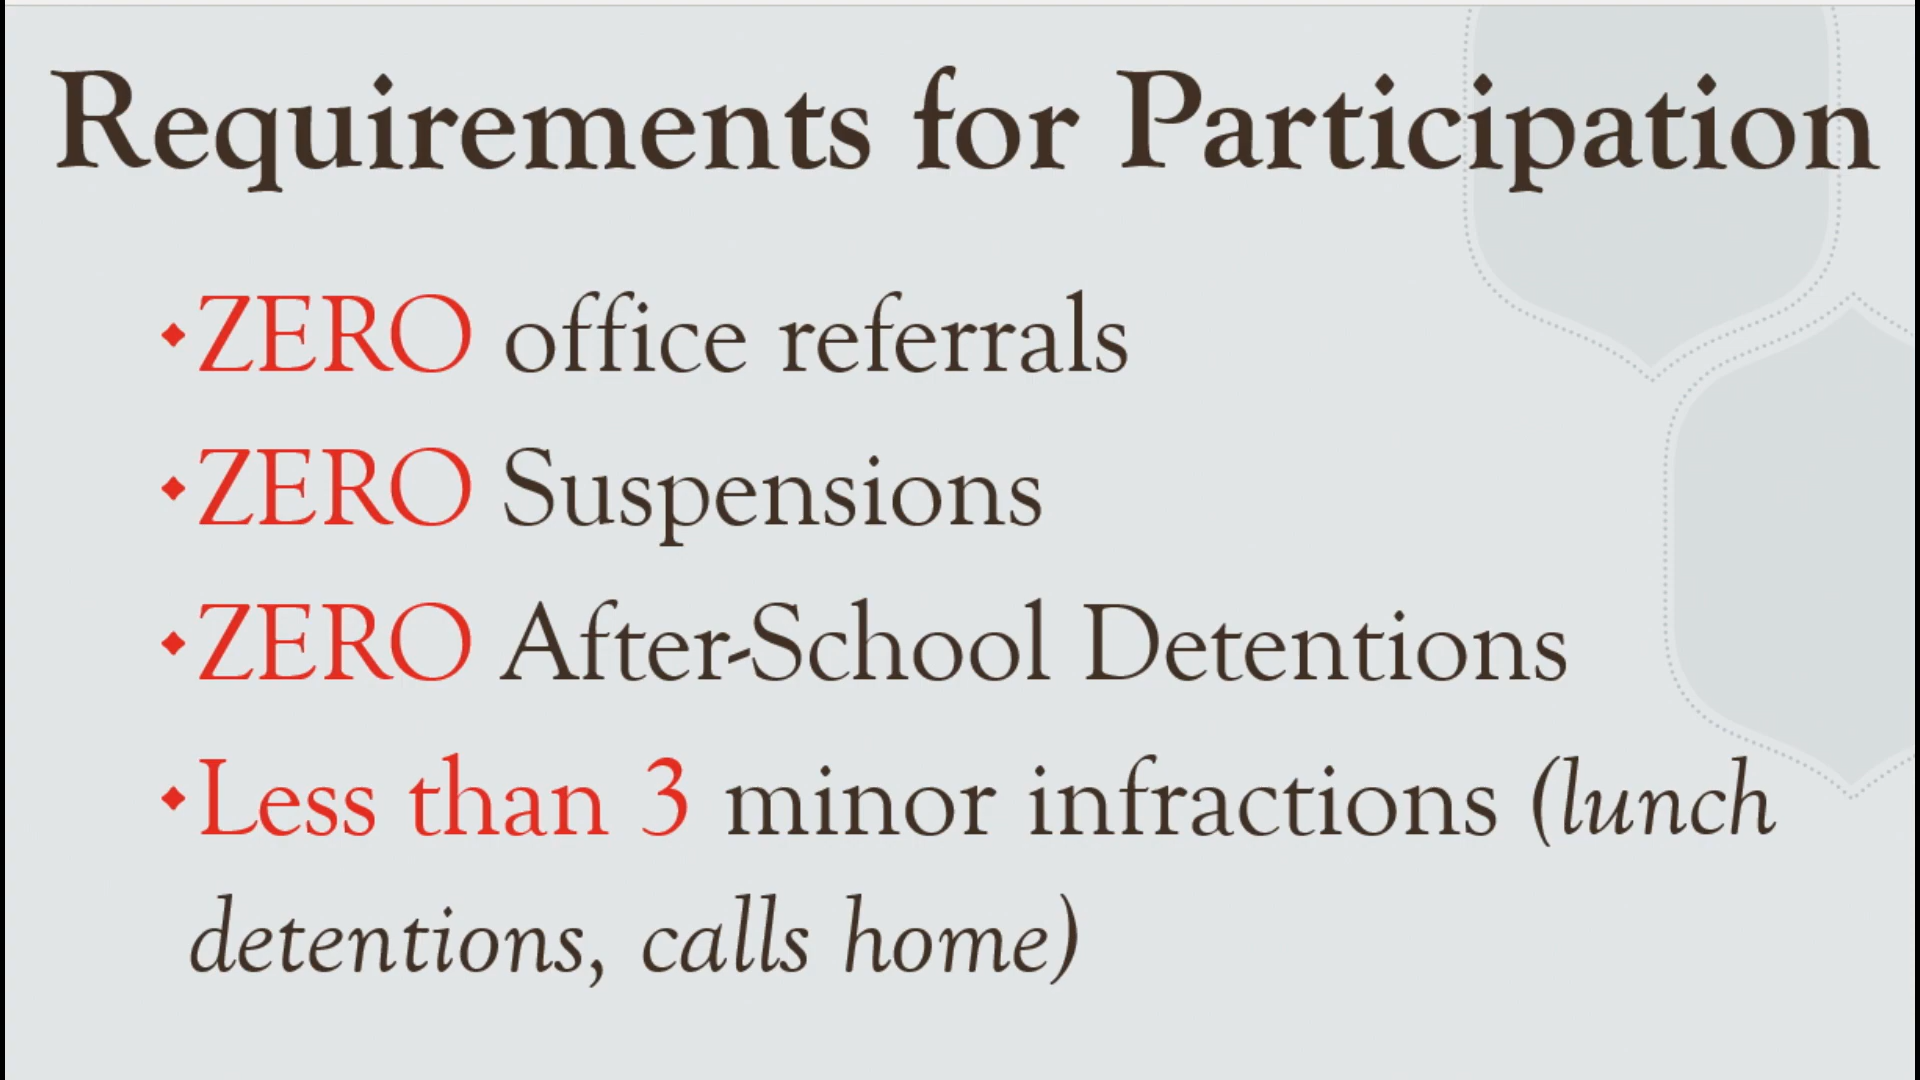 Requirements for Participation
ZERO office referrals
ZERO Suspensions
ZERO After-School Detentions
Less than 3 minor infractions (lunch
detentions, calls home)